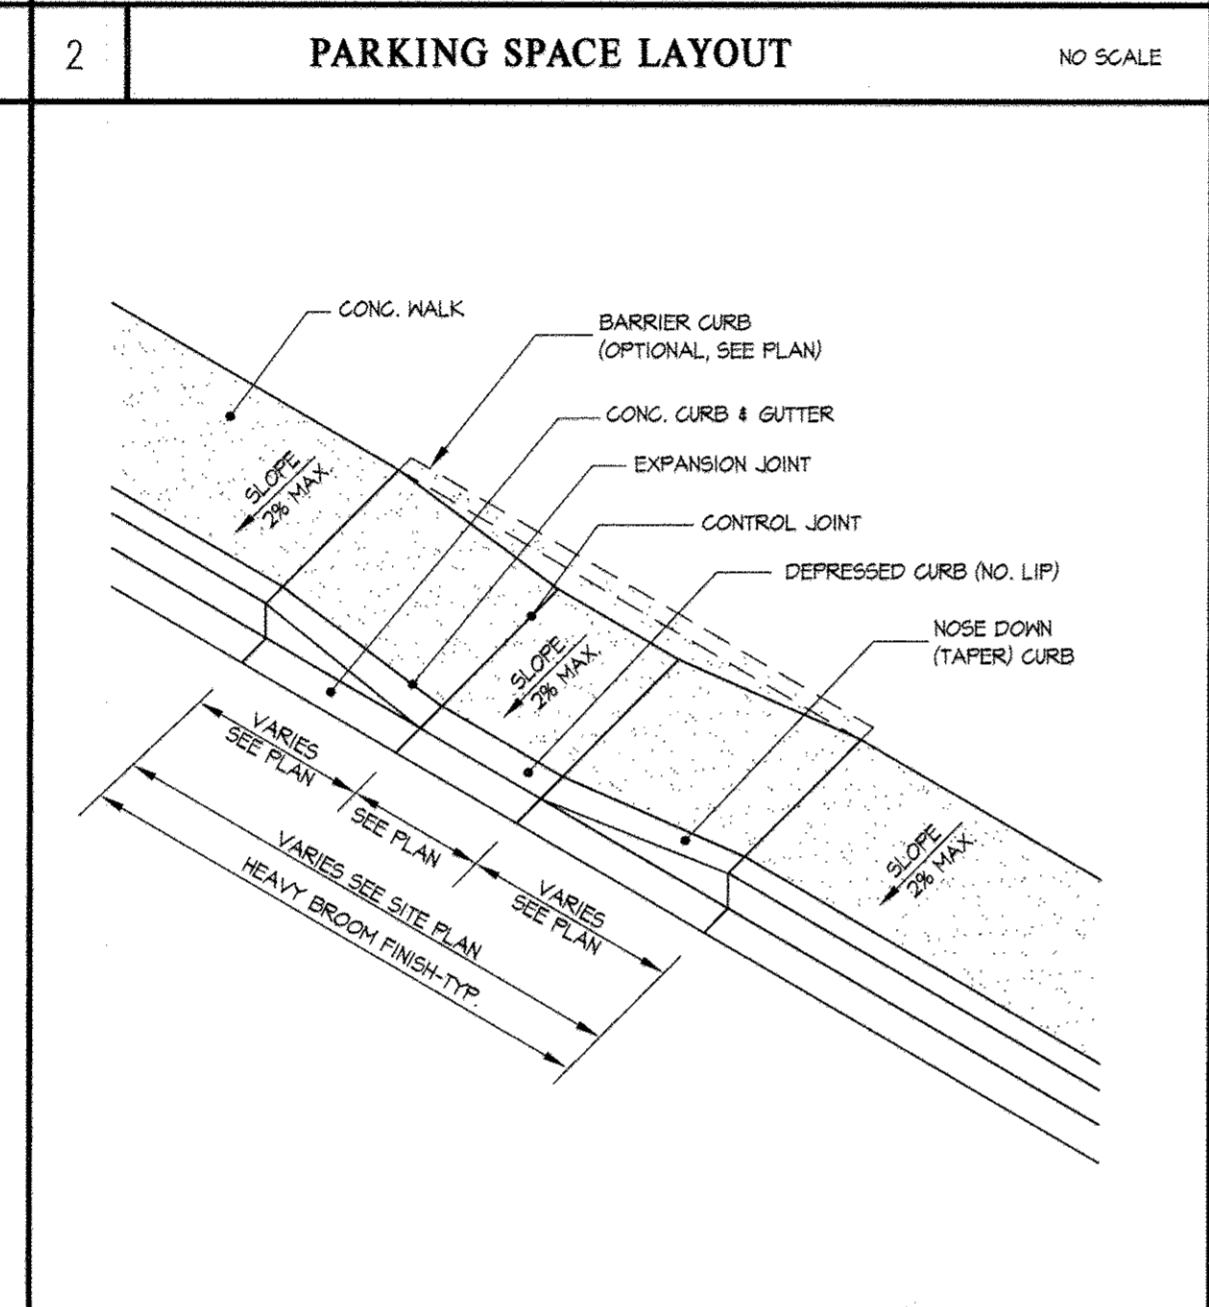 2
PARKING SPACE LAYOUT
NO SCALE
CONC. WALK
BARRIER CURB
(OPTIONAL, SEE PLAN)
CONC. CURB & GUTTER
EXPANSION JOINT
CONTROL JOINT
DEPRESSED CURB (NO. LIP)
NOSE DOWN
(TAPER) CURB
SLOPE
2% MAX.
SLOPE
2% MAX.
SLOPE
2% MAX.
VARIES
SEE PLAN
SEE PLAN
VARIES
SEE PLAN
VARIES SEE SITE PLAN
HEAVY BROOM FINISH-TYP.